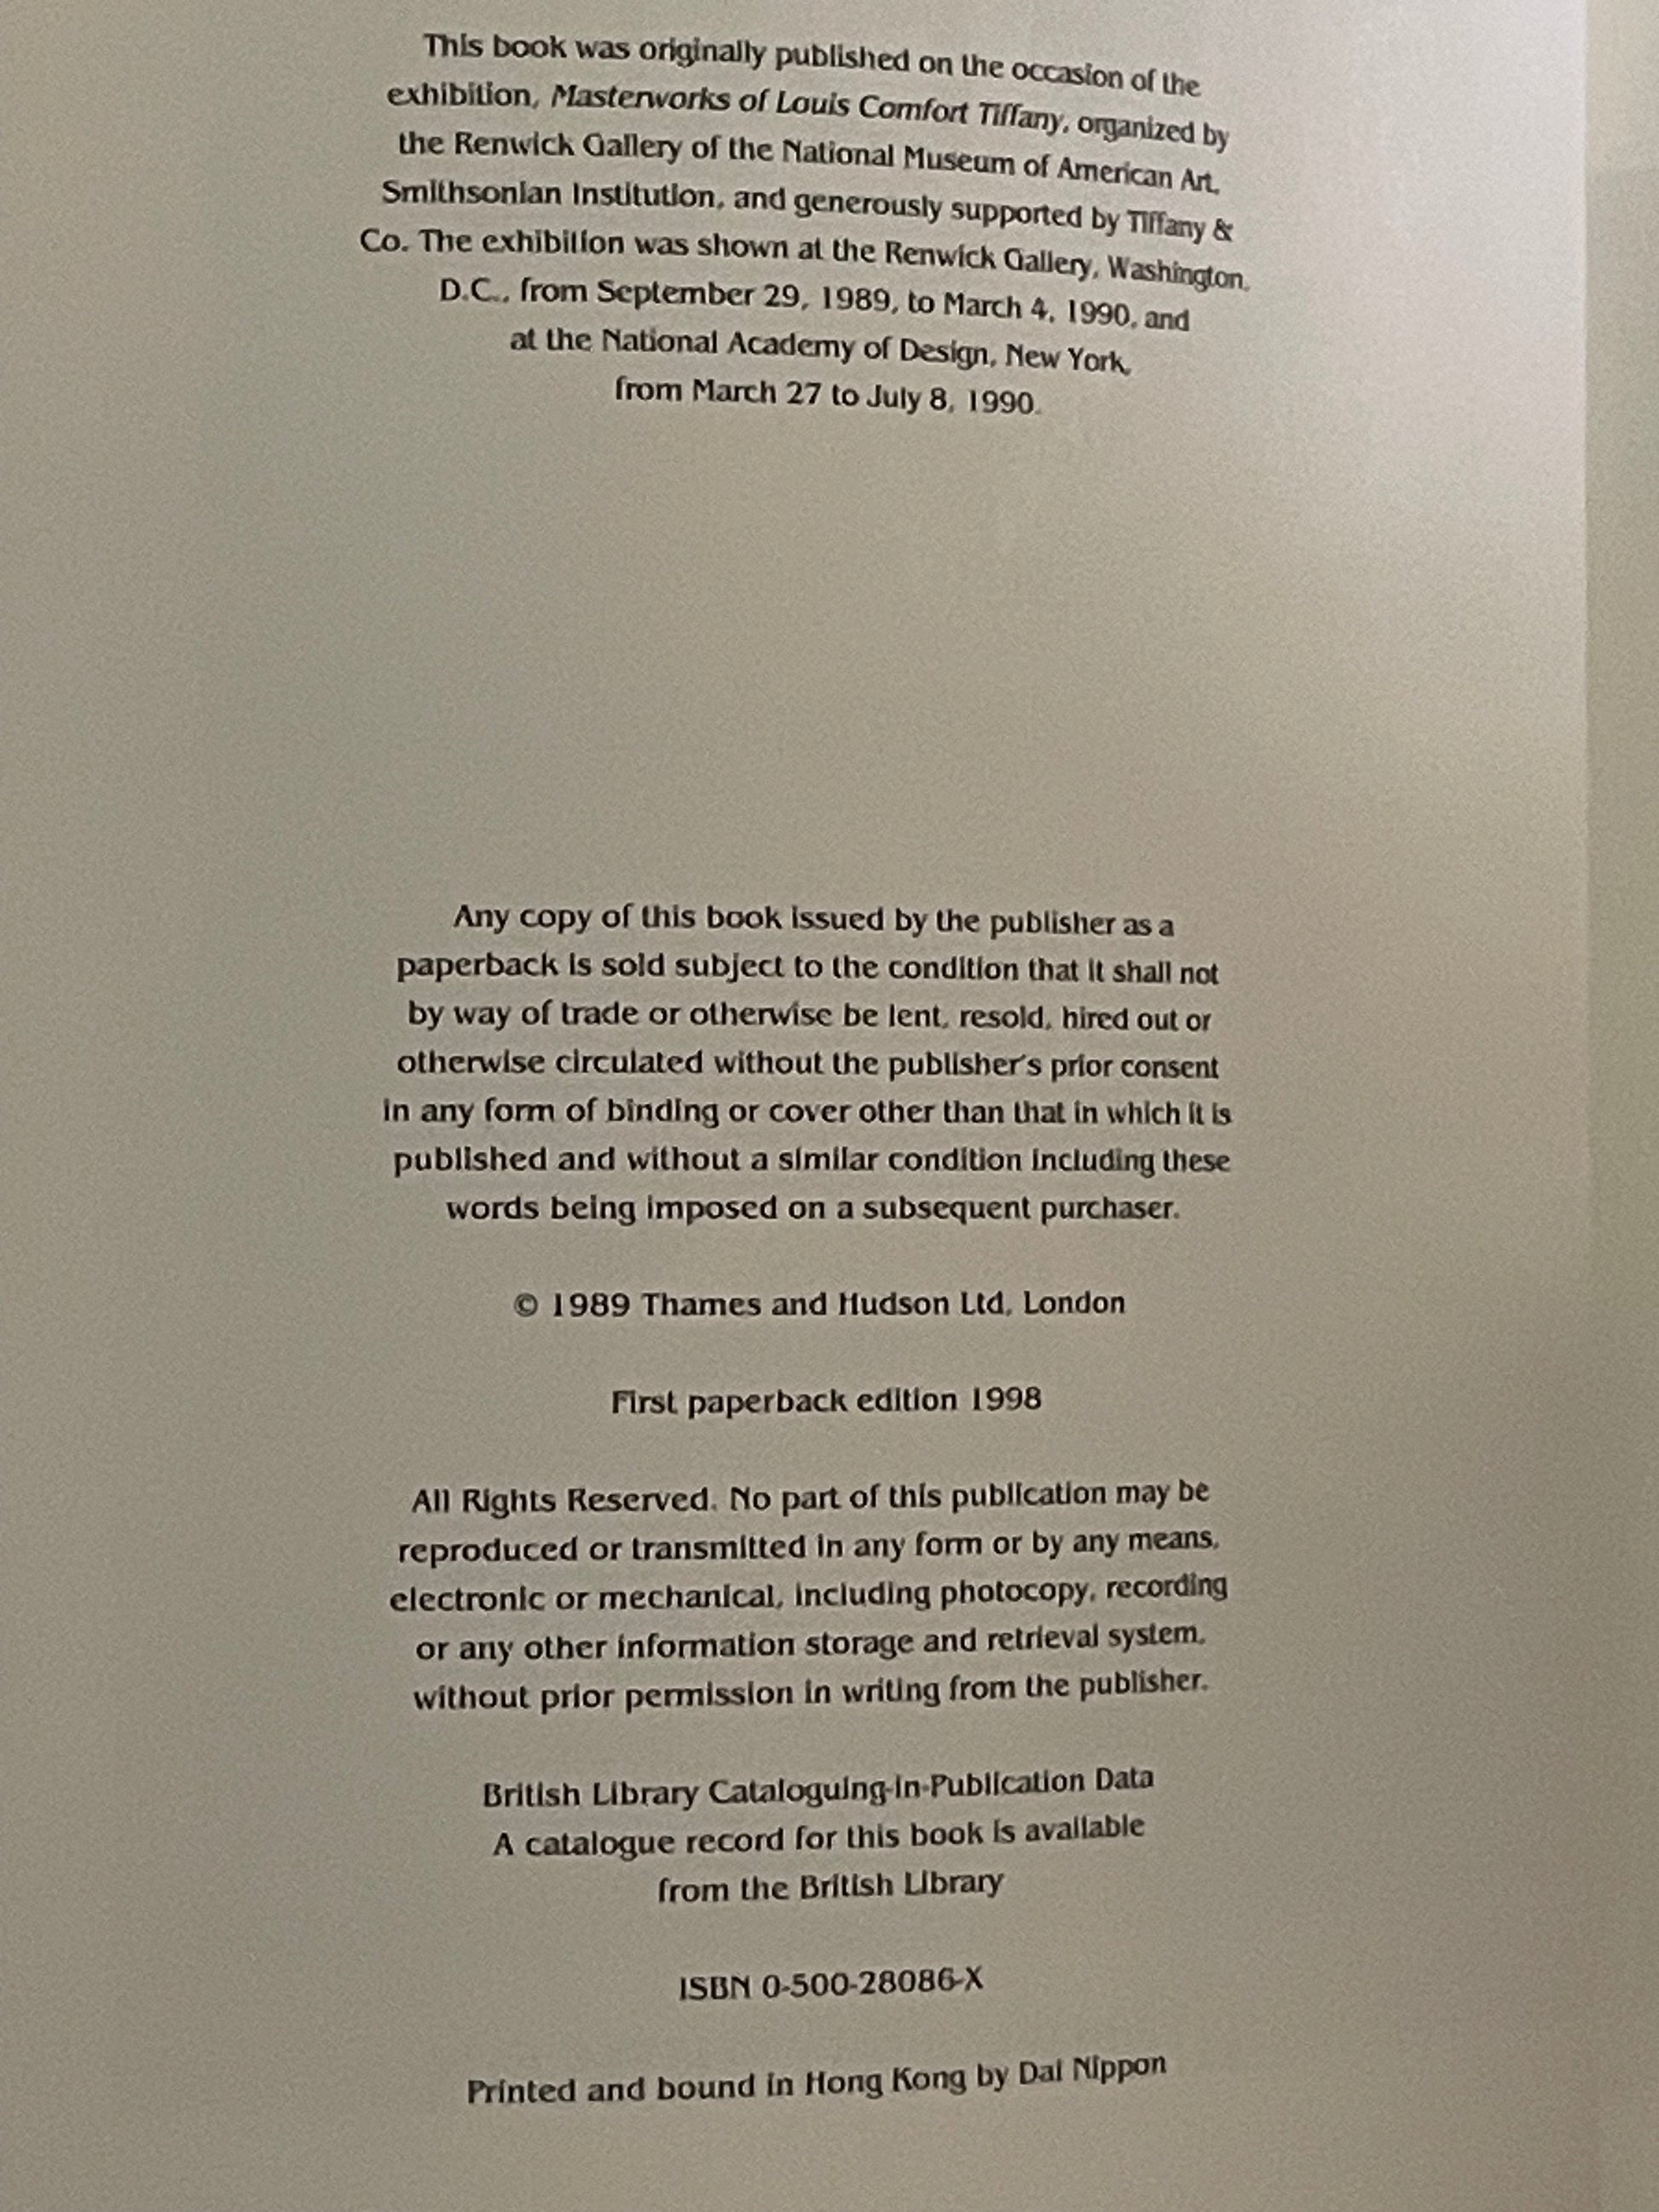 This book was originally published on the occasion of the
exhibition, Masterworks of Louis Comfort Tiffany, organized by
the Renwick Gallery of the National Museum of American Art,
Smithsonian Institution, and generously supported by Tiffany &
Co. The exhibition was shown at the Renwick Gallery, Washington,
D.C., from September 29, 1989, to March 4, 1990, and
at the National Academy of Design, New York,
from March 27 to July 8, 1990.
Any copy of this book issued by the publisher as a
paperback is sold subject to the condition that it shall not
by way of trade or otherwise be lent, resold, hired out or
otherwise circulated without the publisher's prior consent
in any form of binding or cover other than that in which it is
published and without a similar condition including these
words being imposed on a subsequent purchaser.
© 1989 Thames and Hudson Ltd, London
First paperback edition 1998
All Rights Reserved. No part of this publication may be
reproduced or transmitted in any form or by any means,
electronic or mechanical, including photocopy, recording
or any other information storage and retrieval system,
without prior permission in writing from the publisher.
British Library Cataloguing-in-Publication Data
A catalogue record for this book is available
from the British Library
ISBN 0-500-28086-X
Printed and bound in Hong Kong by Dai Nippon